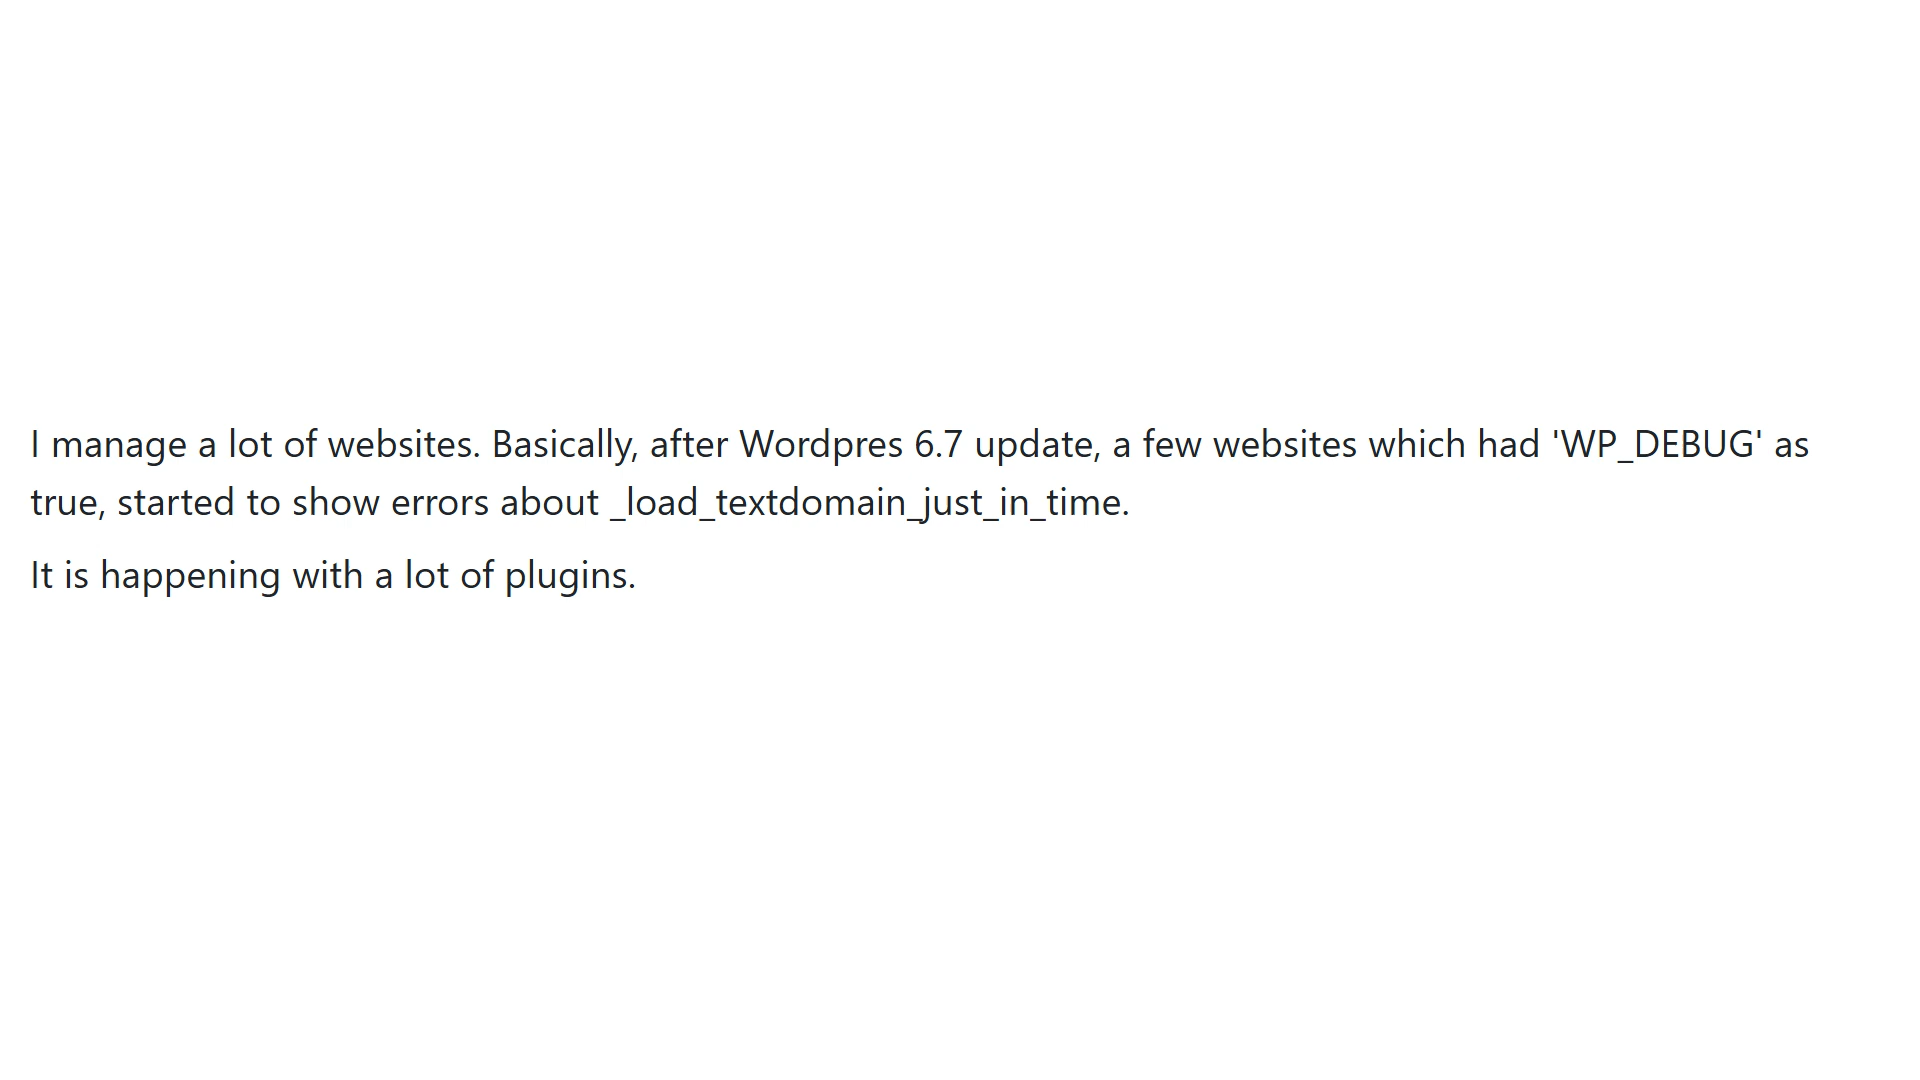 I manage a lot of websites. Basically, after Wordpres 6.7 update, a few websites which had 'WP_DEBUG' as
true, started to show errors about _load_textdomain_just_in_time.
It is happening with a lot of plugins.